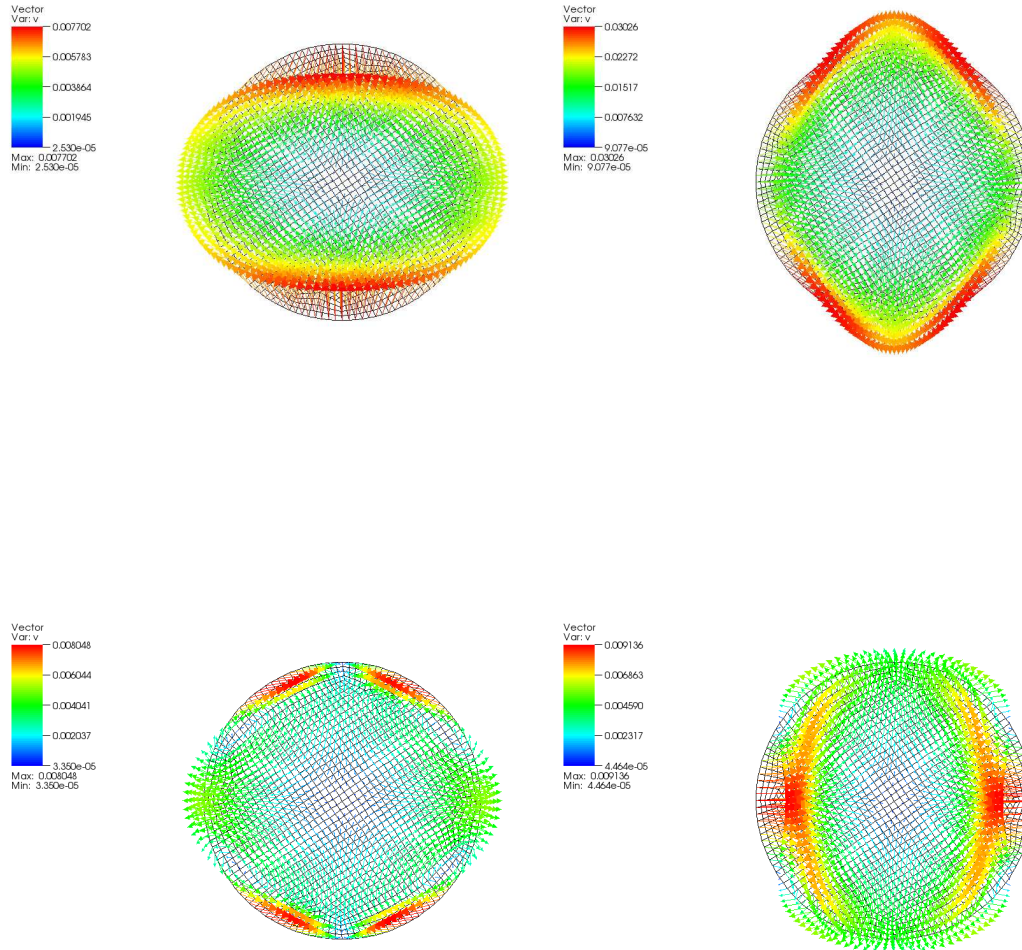 Vector
Var: v
0.007702
0.005783
0.003864
0.001945
2.530e-05
Max: 0.007702
Min: 2.530e-05
Vector
Var: v
0.03026
0.02272
0.01517
0.007632
9.077e-05
Max: 0.03026
Min: 9.077e-05
Vector
Var: v
0.008048
0.006044
0.004041
0.002037
3.350e-05
Max: 0.008048
Min: 3.350e-05
Vector
Var: v
0.009136
0.006863
0.004590
0.002317
4.464e-05
Max: 0.009136
Min: 4.464e-05